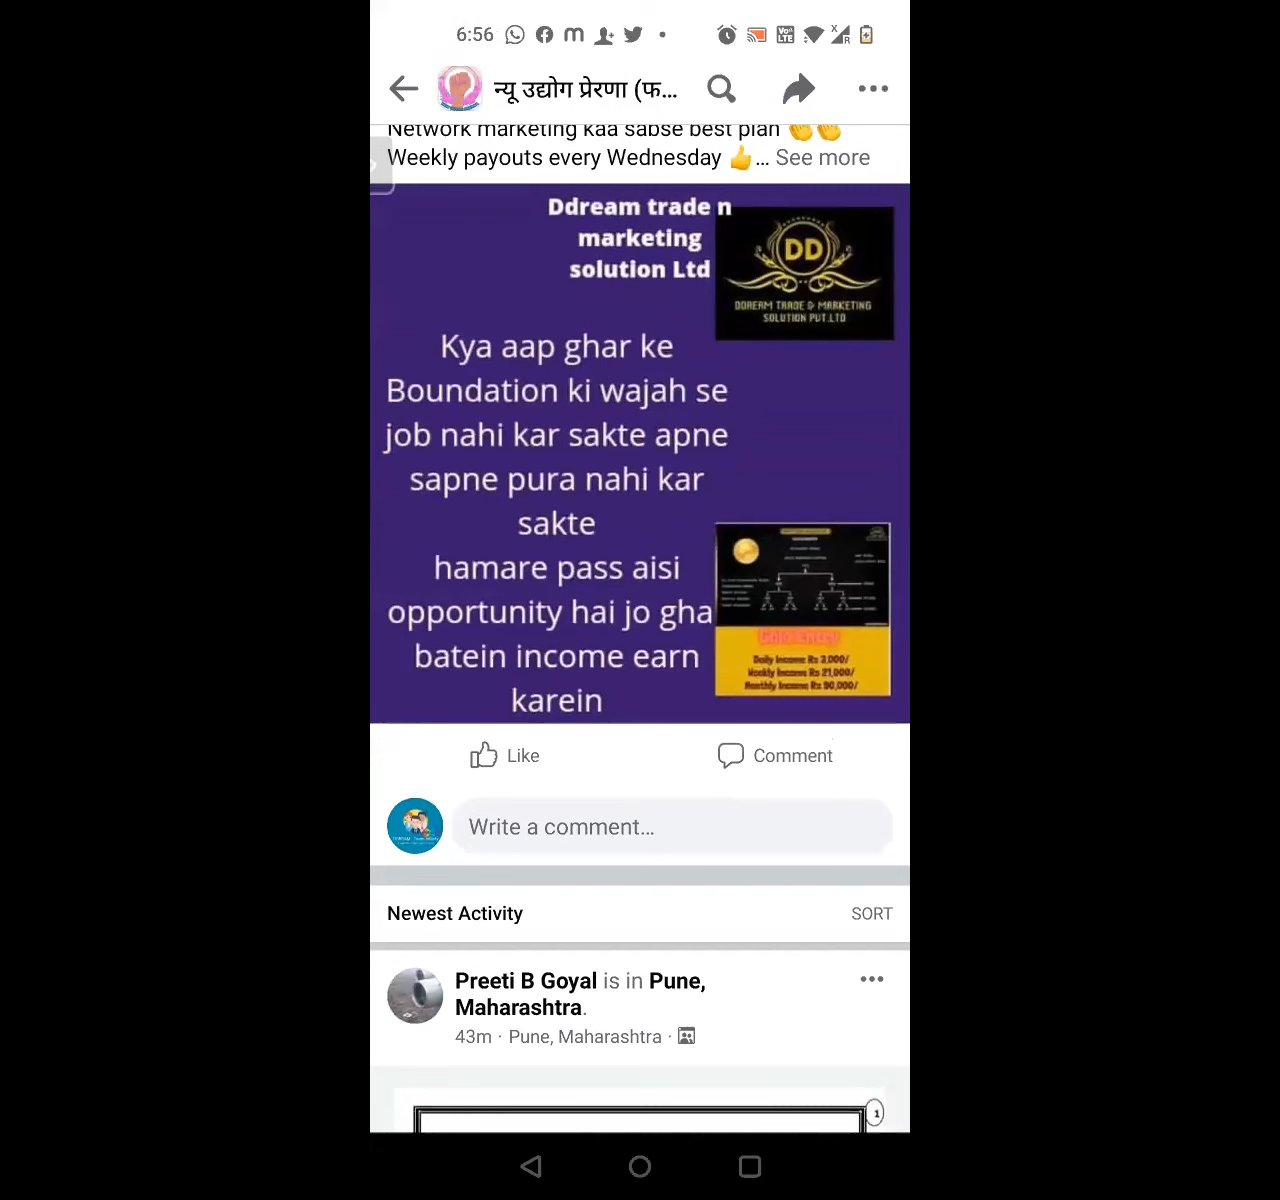 6:56
न्यू उद्योग प्रेरणा (फ...
Network marketing kaa sabse best plan 👏👏
Weekly payouts every Wednesday 👍... See more
Ddream trade n
marketing
solution Ltd
DD
DDREAM TRADE & MARKETING
SOLUTION PVT.LTD
Kya aap ghar ke
Boundation ki wajah se
job nahi kar sakte apne
sapne pura nahi kar
sakte
hamare pass aisi
opportunity hai jo gha
batein income earn
karein
Gold Entry
Daily Income Rs 3,000/
Weekly Income Rs 21,000/
Monthly Income Rs 90,000/
Like
Comment
Write a comment...
Newest Activity
SORT
Preeti B Goyal is in Pune,
Maharashtra.
43m · Pune, Maharashtra ·
1